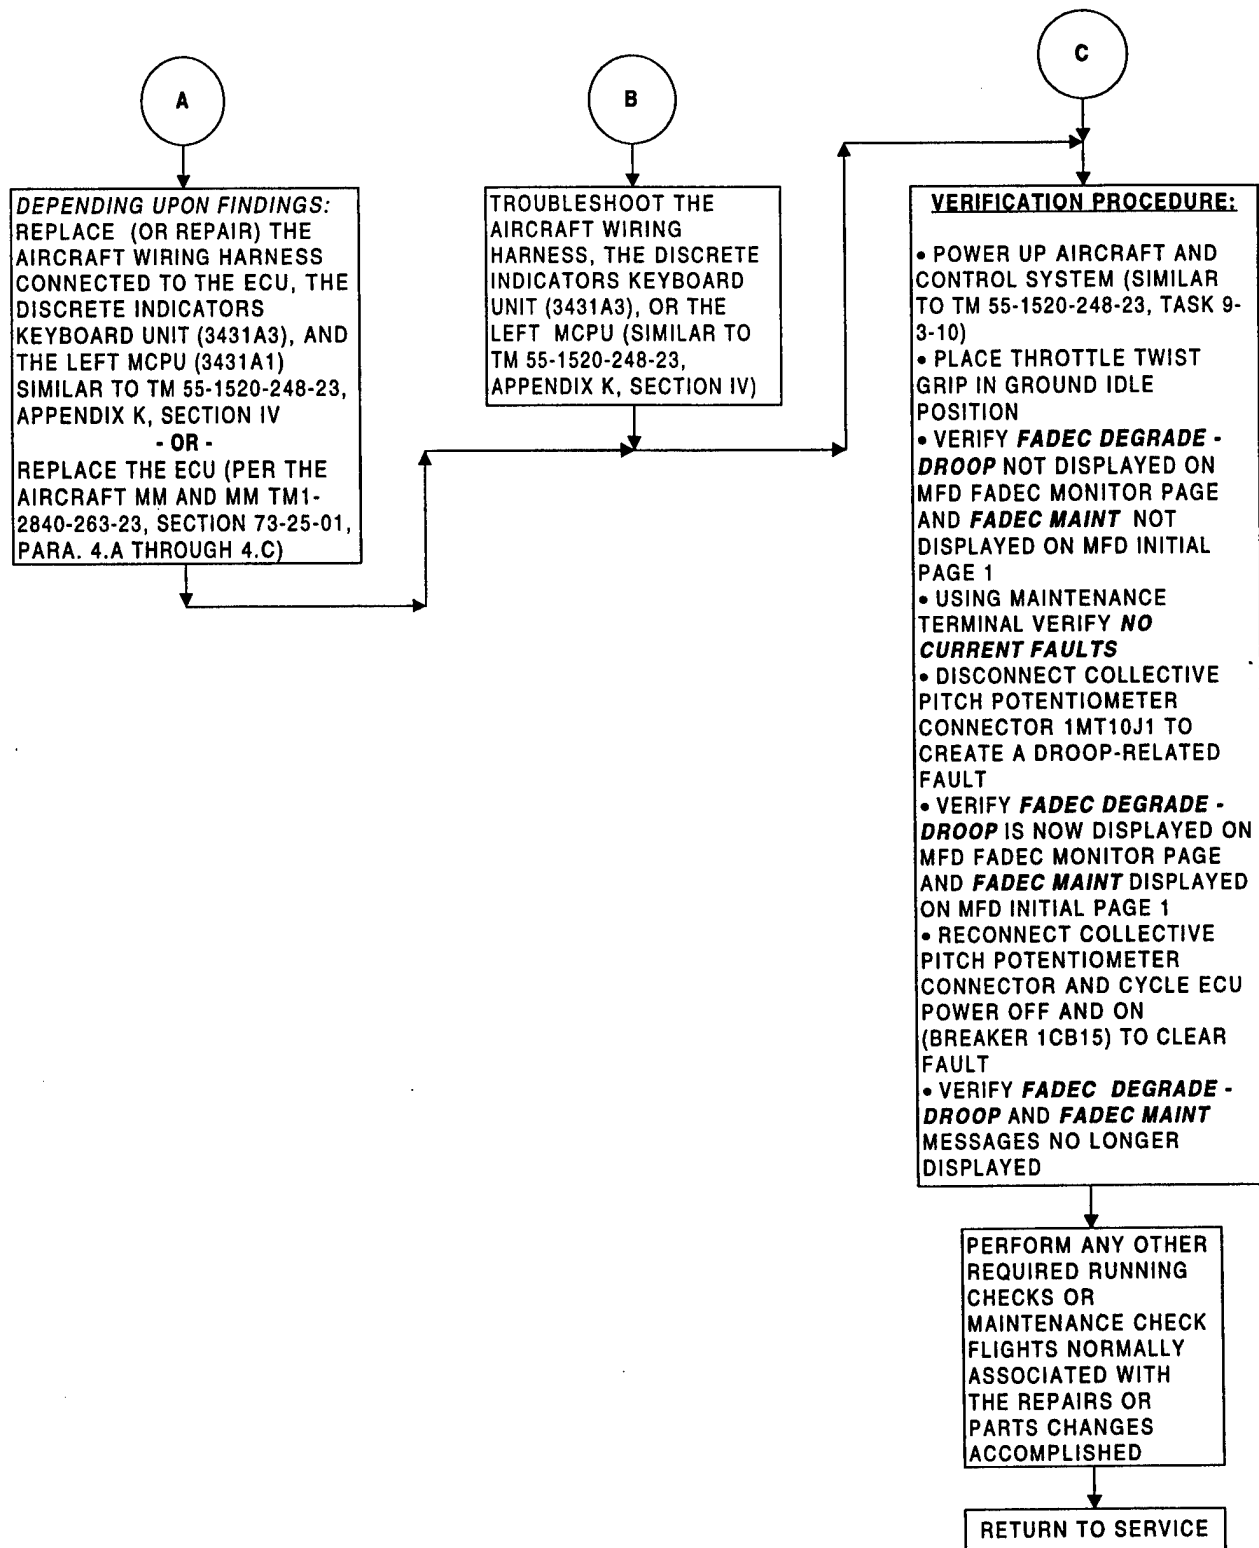 A
DEPENDING UPON FINDINGS:
REPLACE (OR REPAIR) THE
AIRCRAFT WIRING HARNESS
CONNECTED TO THE ECU, THE
DISCRETE INDICATORS
KEYBOARD UNIT (3431A3), AND
THE LEFT MCPU (3431A1)
SIMILAR TO TM 55-1520-248-23,
APPENDIX K, SECTION IV
- OR -
REPLACE THE ECU (PER THE
AIRCRAFT MM AND MM TM1-
2840-263-23, SECTION 73-25-01,
PARA. 4.A THROUGH 4.C)
B
TROUBLESHOOT THE
AIRCRAFT WIRING
HARNESS, THE DISCRETE
INDICATORS KEYBOARD
UNIT (3431A3), OR THE
LEFT MCPU (SIMILAR TO
TM 55-1520-248-23,
APPENDIX K, SECTION IV)
C
VERIFICATION PROCEDURE:
• POWER UP AIRCRAFT AND
CONTROL SYSTEM (SIMILAR
TO TM 55-1520-248-23, TASK 9-
3-10)
• PLACE THROTTLE TWIST
GRIP IN GROUND IDLE
POSITION
• VERIFY FADEC DEGRADE -
DROOP NOT DISPLAYED ON
MFD FADEC MONITOR PAGE
AND FADEC MAINT NOT
DISPLAYED ON MFD INITIAL
PAGE 1
• USING MAINTENANCE
TERMINAL VERIFY NO
CURRENT FAULTS
• DISCONNECT COLLECTIVE
PITCH POTENTIOMETER
CONNECTOR 1MT10J1 TO
CREATE A DROOP-RELATED
FAULT
• VERIFY FADEC DEGRADE -
DROOP IS NOW DISPLAYED ON
MFD FADEC MONITOR PAGE
AND FADEC MAINT DISPLAYED
ON MFD INITIAL PAGE 1
• RECONNECT COLLECTIVE
PITCH POTENTIOMETER
CONNECTOR AND CYCLE ECU
POWER OFF AND ON
(BREAKER 1CB15) TO CLEAR
FAULT
• VERIFY FADEC DEGRADE -
DROOP AND FADEC MAINT
MESSAGES NO LONGER
DISPLAYED
PERFORM ANY OTHER
REQUIRED RUNNING
CHECKS OR
MAINTENANCE CHECK
FLIGHTS NORMALLY
ASSOCIATED WITH
THE REPAIRS OR
PARTS CHANGES
ACCOMPLISHED
RETURN TO SERVICE